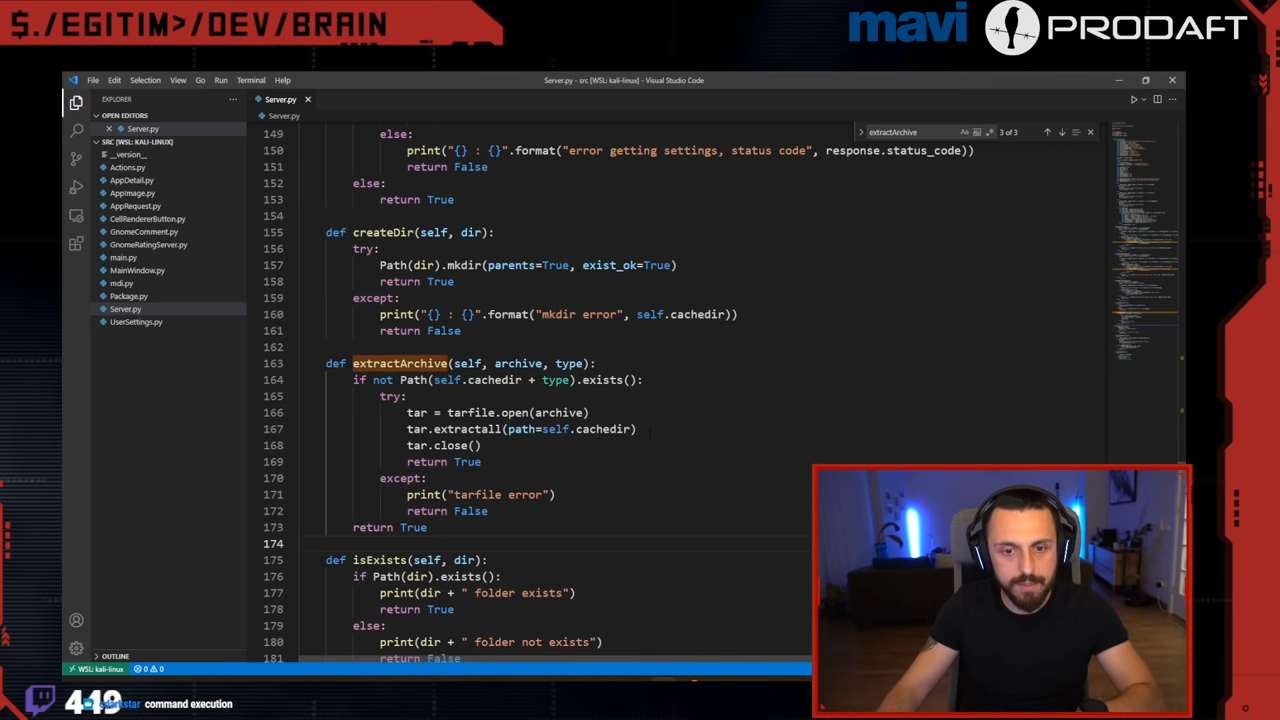 $./EGITIM>/DEV/BRAIN
mavi PRODAFT
File Edit Selection View Go Run Terminal Help
Server.py - src [WSL: kali-linux] - Visual Studio Code
EXPLORER
OPEN EDITORS
Server.py
SRC [WSL: KALI-LINUX]
__version__
Actions.py
AppDetail.py
AppImage.py
AppRequest.py
CellRendererButton.py
GnomeComment.py
GnomeRatingServer.py
main.py
MainWindow.py
mdi.py
Package.py
Server.py
UserSettings.py
OUTLINE
Server.py
Server.py
extractArchive 3 of 3
149 else:
150 print("{} : {}".format("error getting settings, status code", response.status_code))
151 return False
152 else:
153 return True
154
155 def createDir(self, dir):
156 try:
157 Path(dir).mkdir(parents=True, exist_ok=True)
158 return True
159 except:
160 print("{} : {}".format("mkdir error", self.cachedir))
161 return False
162
163 def extractArchive(self, archive, type):
164 if not Path(self.cachedir + type).exists():
165 try:
166 tar = tarfile.open(archive)
167 tar.extractall(path=self.cachedir)
168 tar.close()
169 return True
170 except:
171 print("tarfile error")
172 return False
173 return True
174
175 def isExists(self, dir):
176 if Path(dir).exists():
177 print(dir + " folder exists")
178 return True
179 else:
180 print(dir + " folder not exists")
181 return False
WSL: kali-linux 0 0
command execution